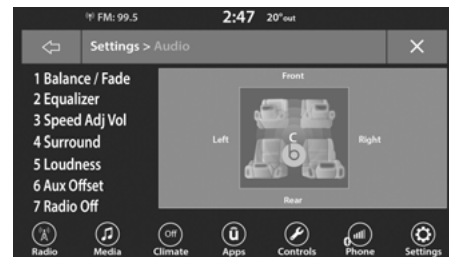 FM: 99.5 2:47 20°out
Settings > Audio
1 Balance / Fade
2 Equalizer
3 Speed Adj Vol
4 Surround
5 Loudness
6 Aux Offset
7 Radio Off
Front
Left C Right
Rear
Off
Radio Media Climate Apps Controls Phone Settings